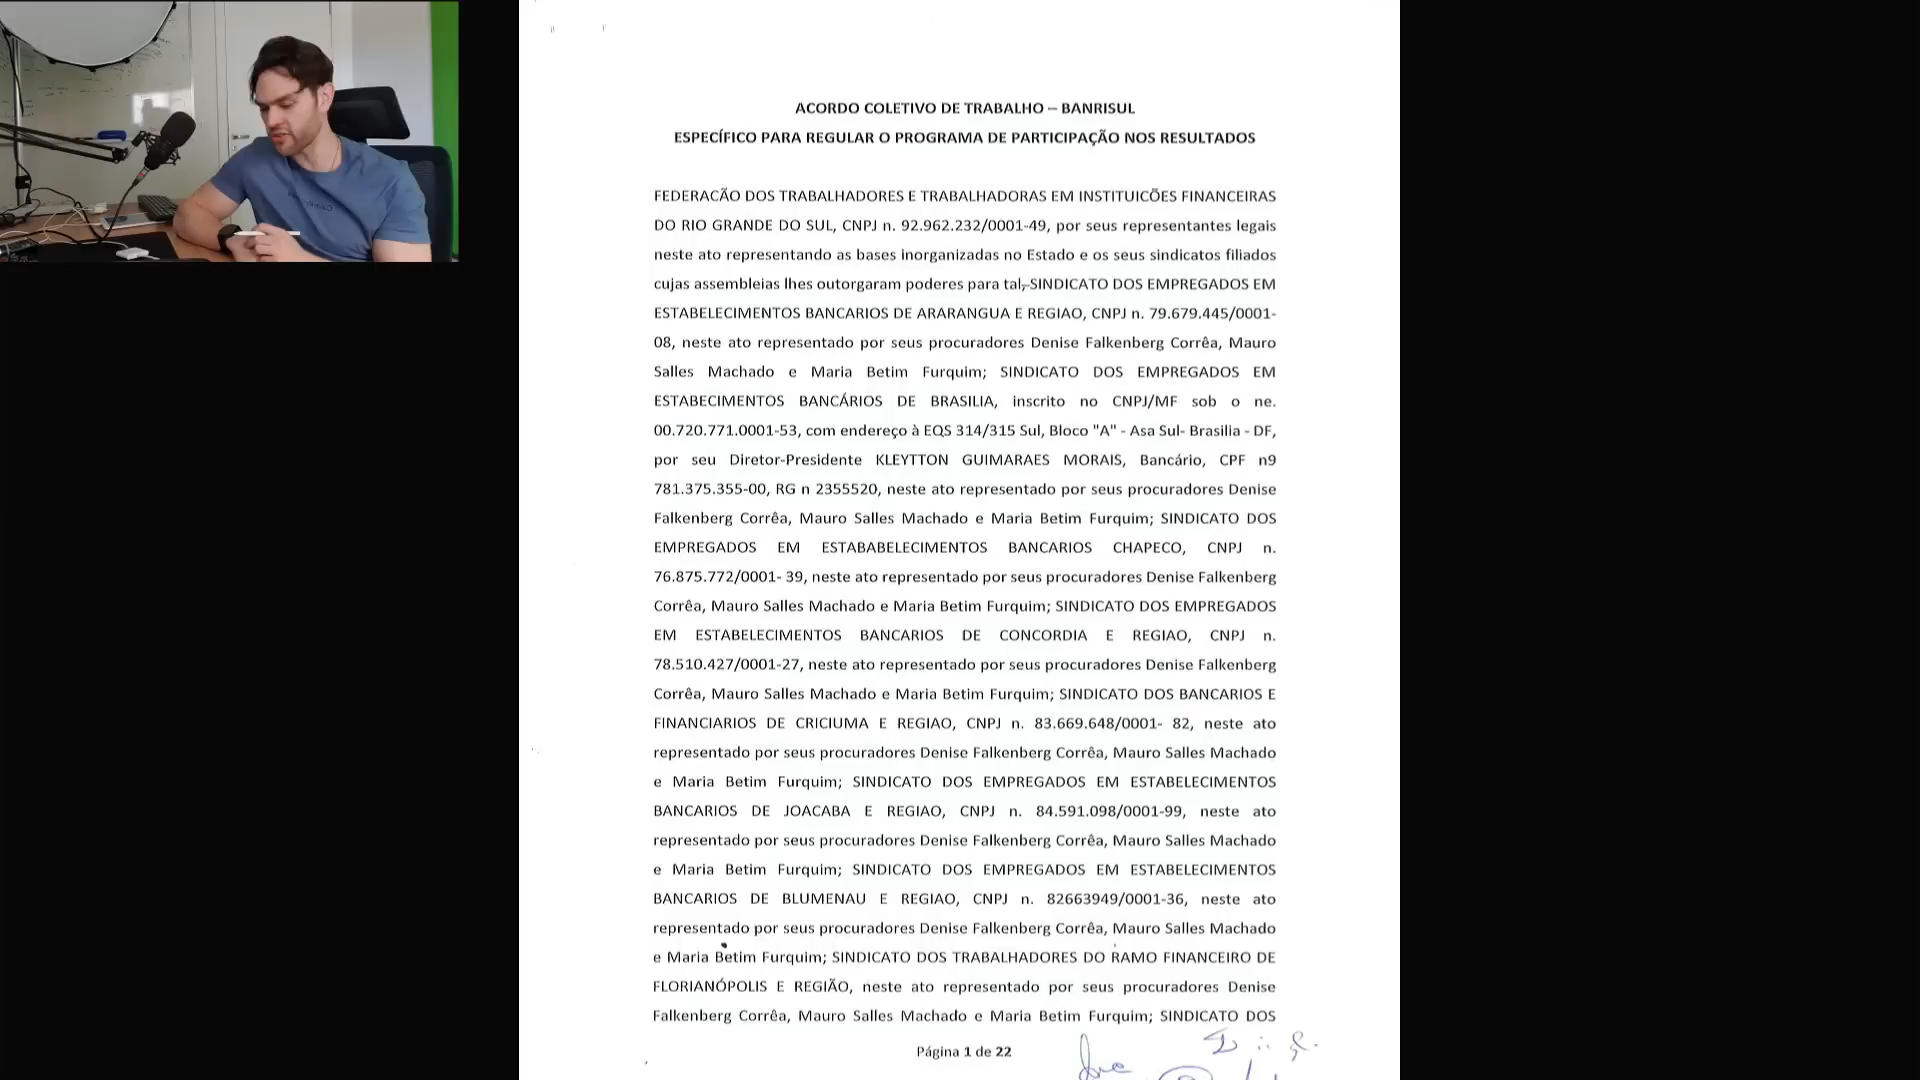 ACORDO COLETIVO DE TRABALHO – BANRISUL
ESPECÍFICO PARA REGULAR O PROGRAMA DE PARTICIPAÇÃO NOS RESULTADOS
FEDERACÃO DOS TRABALHADORES E TRABALHADORAS EM INSTITUICÕES FINANCEIRAS
DO RIO GRANDE DO SUL, CNPJ n. 92.962.232/0001-49, por seus representantes legais
neste ato representando as bases inorganizadas no Estado e os seus sindicatos filiados
cujas assembleias lhes outorgaram poderes para tal, SINDICATO DOS EMPREGADOS EM
ESTABELECIMENTOS BANCARIOS DE ARARANGUA E REGIAO, CNPJ n. 79.679.445/0001-
08, neste ato representado por seus procuradores Denise Falkenberg Corrêa, Mauro
Salles Machado e Maria Betim Furquim; SINDICATO DOS EMPREGADOS EM
ESTABECIMENTOS BANCÁRIOS DE BRASILIA, inscrito no CNPJ/MF sob o ne.
00.720.771.0001-53, com endereço à EQS 314/315 Sul, Bloco "A" - Asa Sul- Brasilia - DF,
por seu Diretor-Presidente KLEYTTON GUIMARAES MORAIS, Bancário, CPF n9
781.375.355-00, RG n 2355520, neste ato representado por seus procuradores Denise
Falkenberg Corrêa, Mauro Salles Machado e Maria Betim Furquim; SINDICATO DOS
EMPREGADOS EM ESTABABELECIMENTOS BANCARIOS CHAPECO, CNPJ n.
76.875.772/0001- 39, neste ato representado por seus procuradores Denise Falkenberg
Corrêa, Mauro Salles Machado e Maria Betim Furquim; SINDICATO DOS EMPREGADOS
EM ESTABELECIMENTOS BANCARIOS DE CONCORDIA E REGIAO, CNPJ n.
78.510.427/0001-27, neste ato representado por seus procuradores Denise Falkenberg
Corrêa, Mauro Salles Machado e Maria Betim Furquim; SINDICATO DOS BANCARIOS E
FINANCIARIOS DE CRICIUMA E REGIAO, CNPJ n. 83.669.648/0001- 82, neste ato
representado por seus procuradores Denise Falkenberg Corrêa, Mauro Salles Machado
e Maria Betim Furquim; SINDICATO DOS EMPREGADOS EM ESTABELECIMENTOS
BANCARIOS DE JOACABA E REGIAO, CNPJ n. 84.591.098/0001-99, neste ato
representado por seus procuradores Denise Falkenberg Corrêa, Mauro Salles Machado
e Maria Betim Furquim; SINDICATO DOS EMPREGADOS EM ESTABELECIMENTOS
BANCARIOS DE BLUMENAU E REGIAO, CNPJ n. 82663949/0001-36, neste ato
representado por seus procuradores Denise Falkenberg Corrêa, Mauro Salles Machado
e Maria Betim Furquim; SINDICATO DOS TRABALHADORES DO RAMO FINANCEIRO DE
FLORIANÓPOLIS E REGIÃO, neste ato representado por seus procuradores Denise
Falkenberg Corrêa, Mauro Salles Machado e Maria Betim Furquim; SINDICATO DOS
Página 1 de 22